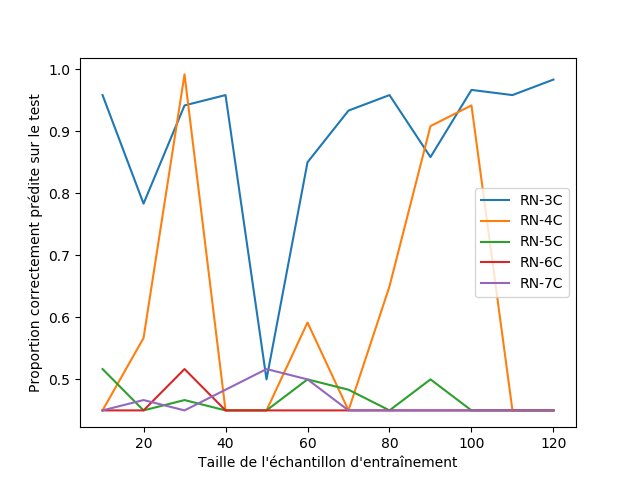 Proportion correctement prédite sur le test
1.0
0.9
0.8
0.7
0.6
0.5
RN-3C
RN-4C
RN-5C
RN-6C
RN-7C
20 40 60 80 100 120
Taille de l'échantillon d'entraînement